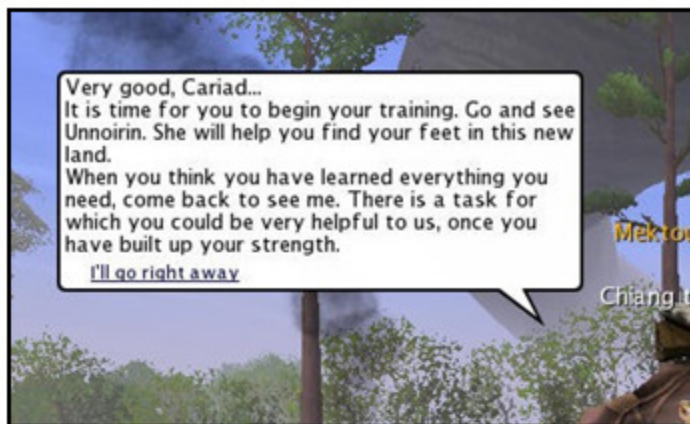 Very good, Cariad...
It is time for you to begin your training. Go and see
Unnoirin. She will help you find your feet in this new
land.
When you think you have learned everything you
need, come back to see me. There is a task for
which you could be very helpful to us, once you
have built up your strength.
I'll go right away
Chiang